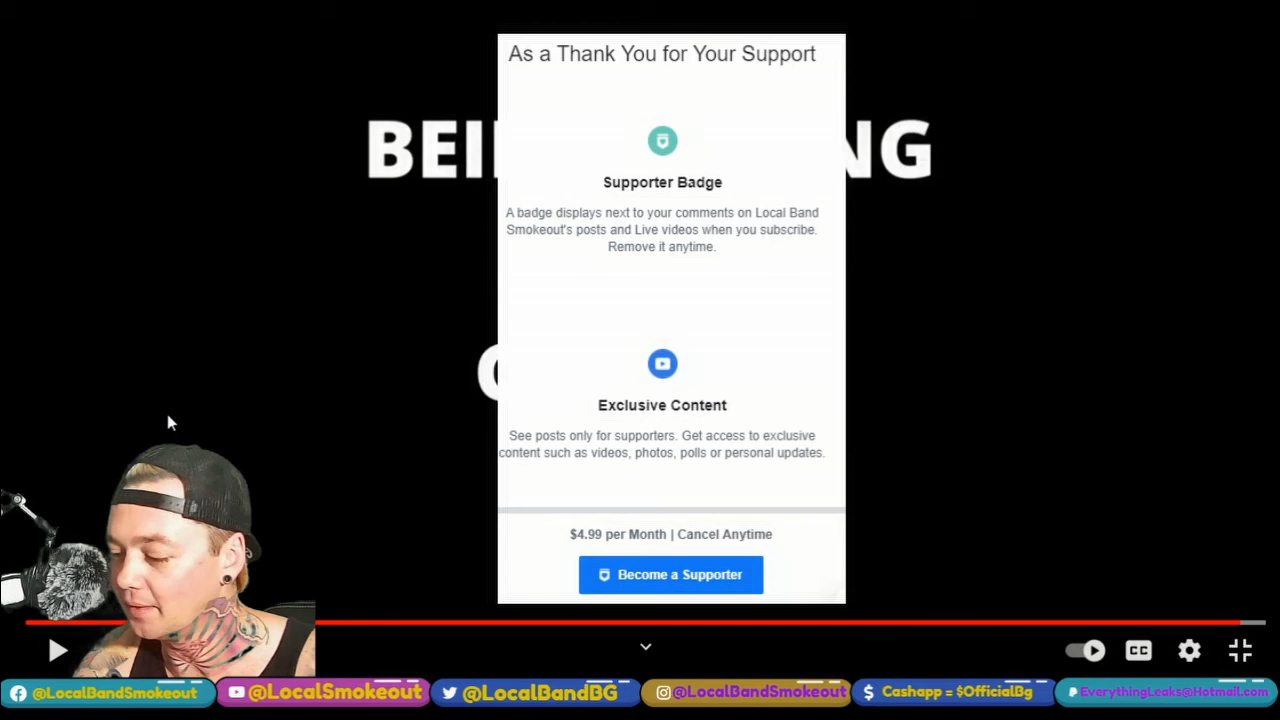 As a Thank You for Your Support
BEI
NG
Supporter Badge
A badge displays next to your comments on Local Band
Smokeout's posts and Live videos when you subscribe.
Remove it anytime.
Exclusive Content
See posts only for supporters. Get access to exclusive
content such as videos, photos, polls or personal updates.
$4.99 per Month | Cancel Anytime
Become a Supporter
CC
@LocalBandSmokeout @LocalSmokeout @LocalBandBG @LocalBandSmokeout $ Cashapp = $OfficialBg EverythingLeaks@Hotmail.com